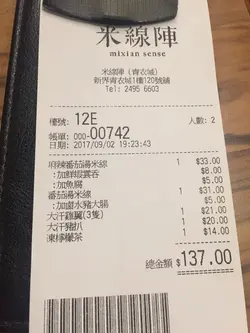 米線陣
mixian sense
米線陣 (青衣城)
新界青衣城1樓120號舖
Tel: 2495 6603
檯號: 12E 人數: 2
帳單: 000-00742
日期: 2017/09/02 19:23:43
麻辣番茄湯米線 1 $33.00
:加鮮蝦雲吞 $8.00
:加魚腐 $5.00
番茄湯米線 1 $31.00
:加滷水豬大腸 $5.00
大汗雞翼(3隻) 1 $21.00
大汗豬扒 1 $20.00
凍檸檬茶 1 $14.00
總金額 $137.00